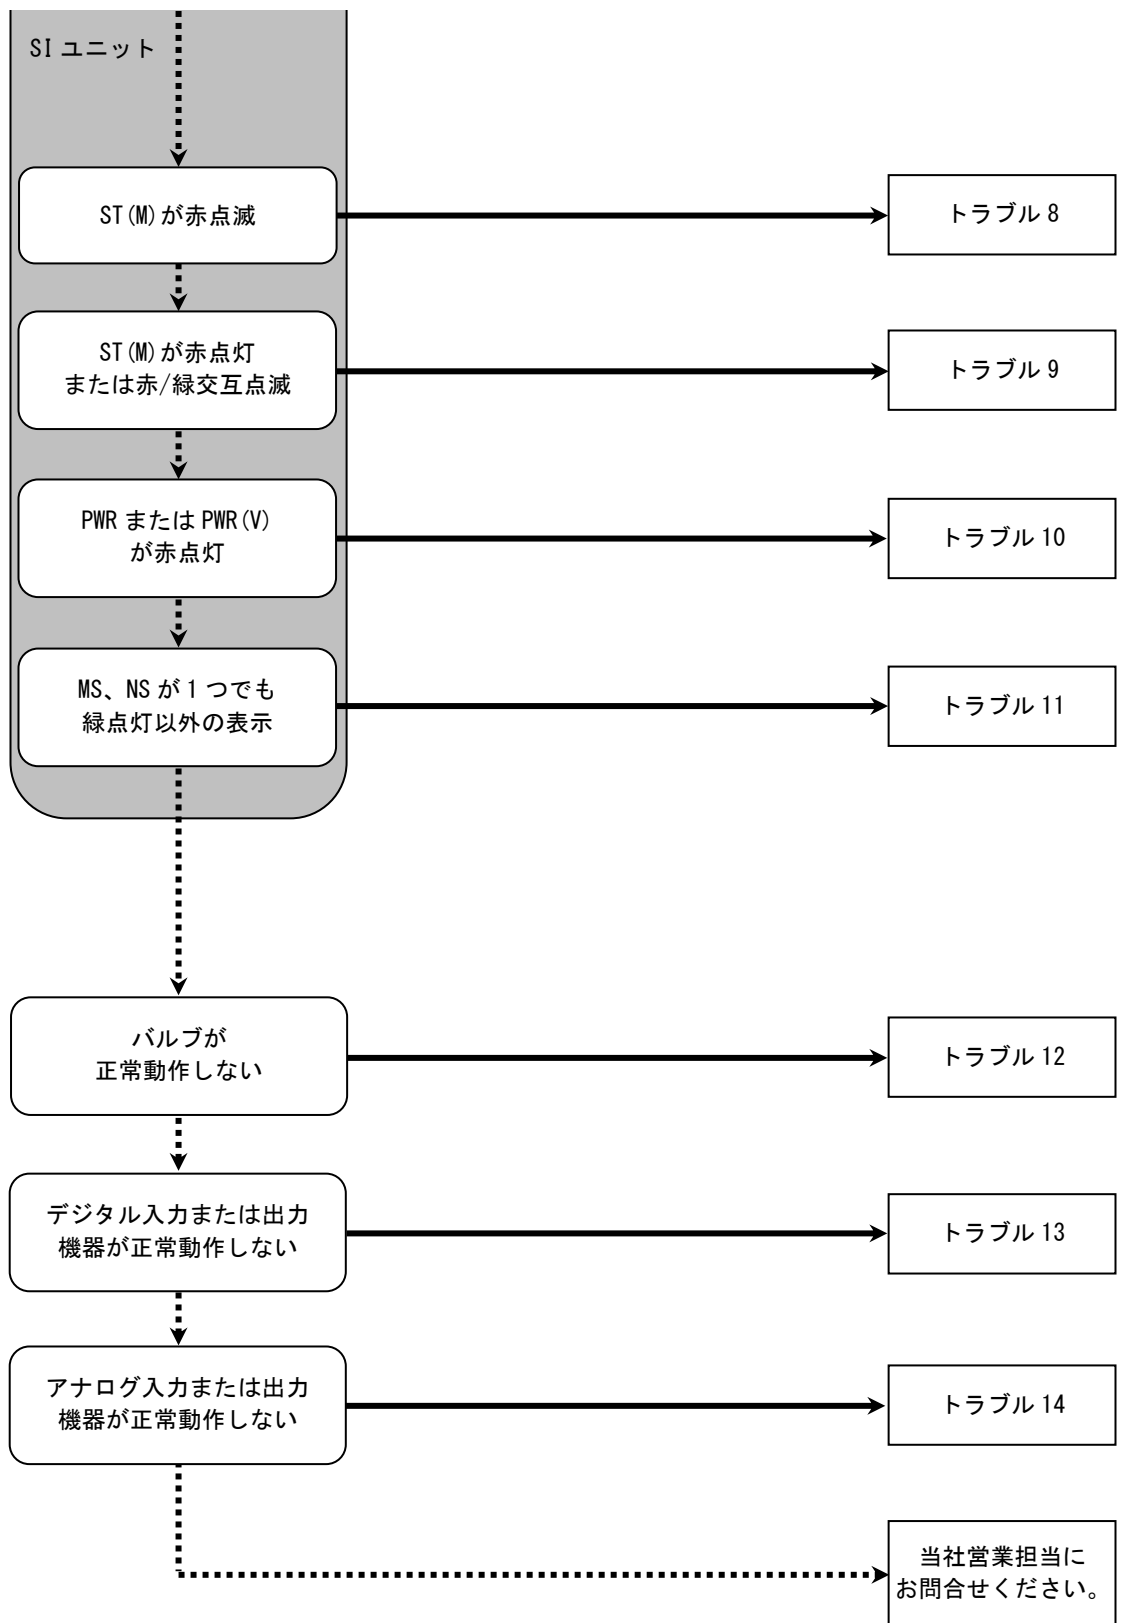 SI ユニット
ST(M)が赤点滅
トラブル 8
ST(M)が赤点灯
または赤/緑交互点滅
トラブル 9
PWR または PWR(V)
が赤点灯
トラブル 10
MS、NS が 1 つでも
緑点灯以外の表示
トラブル 11
バルブが
正常動作しない
トラブル 12
デジタル入力または出力
機器が正常動作しない
トラブル 13
アナログ入力または出力
機器が正常動作しない
トラブル 14
当社営業担当に
お問合せください。